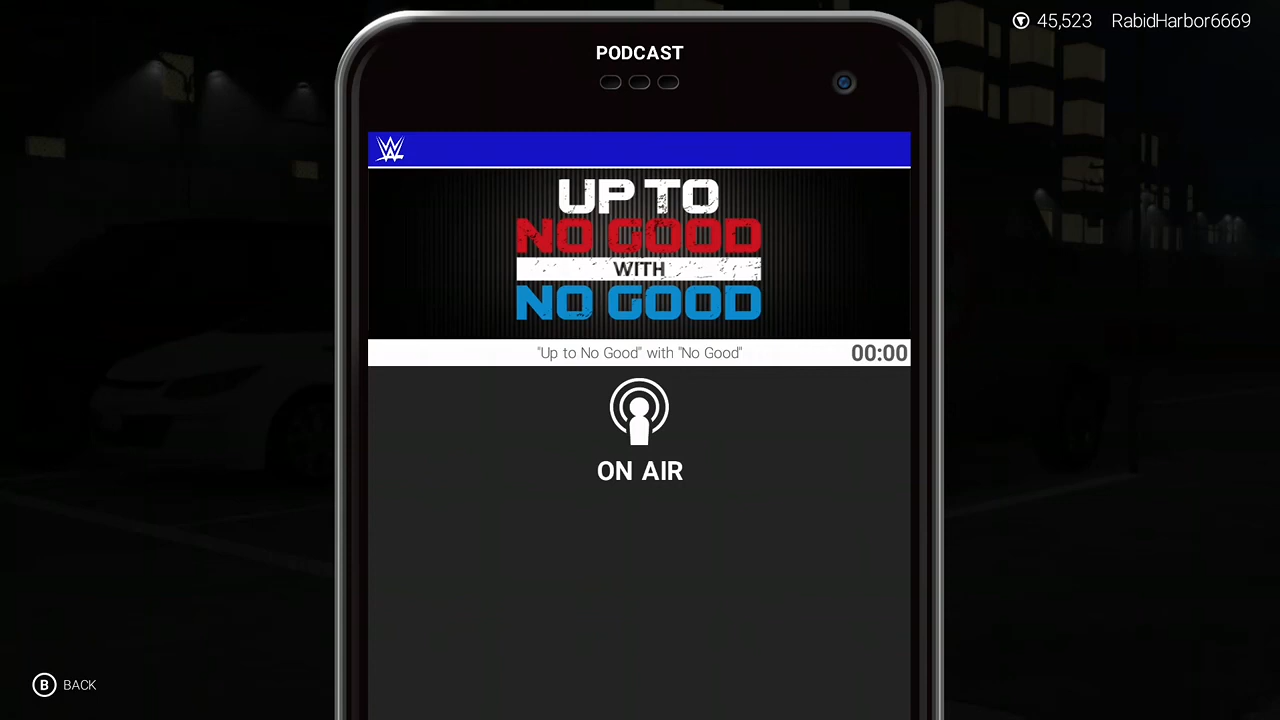 45,523 RabidHarbor6669
PODCAST
W
UP TO
NO GOOD
WITH
NO GOOD
"Up to No Good" with "No Good" 00:00
ON AIR
B BACK